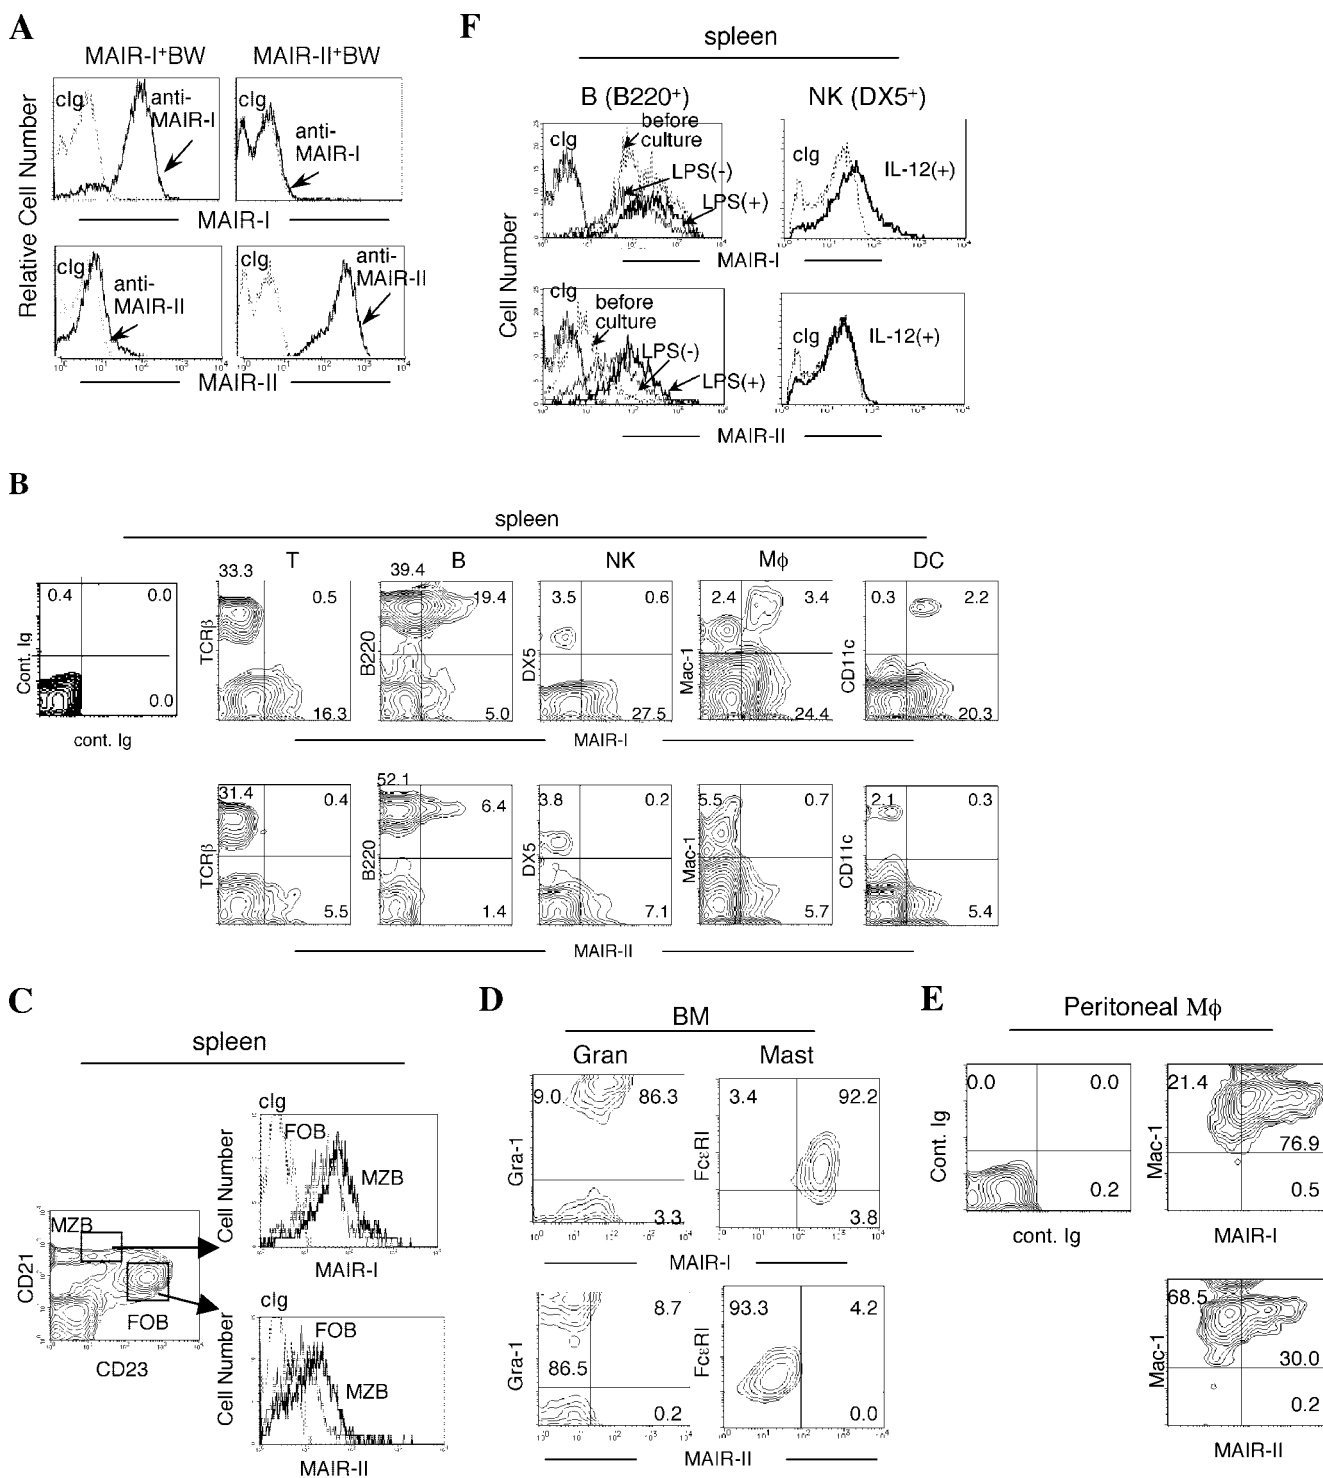 A
MAIR-I⁺BW
MAIR-II⁺BW
Relative Cell Number
cIg
anti-
MAIR-I
cIg
anti-
MAIR-I
MAIR-I
cIg
anti-
MAIR-II
cIg
anti-
MAIR-II
10⁰ 10¹ 10² 10³ 10⁴
10⁰ 10¹ 10² 10³ 10⁴
MAIR-II
F
spleen
B (B220⁺)
NK (DX5⁺)
Cell Number
cIg
before
culture
LPS(-)
LPS(+)
cIg
IL-12(+)
MAIR-I
cIg
before
culture
LPS(-)
LPS(+)
cIg
IL-12(+)
MAIR-II
B
spleen
T
B
NK
Mϕ
DC
Cont. Ig
0.4
0.0
0.0
cont. Ig
TCRβ
33.3
0.5
16.3
B220
39.4
19.4
5.0
DX5
3.5
0.6
27.5
Mac-1
2.4
3.4
24.4
CD11c
0.3
2.2
20.3
MAIR-I
TCRβ
31.4
0.4
5.5
B220
52.1
6.4
1.4
DX5
3.8
0.2
7.1
Mac-1
5.5
0.7
5.7
CD11c
2.1
0.3
5.4
MAIR-II
C
spleen
CD21
MZB
FOB
CD23
Cell Number
cIg
FOB
MZB
MAIR-I
Cell Number
cIg
FOB
MZB
MAIR-II
D
BM
Gran
Mast
Gra-1
9.0
86.3
3.3
FcεRI
3.4
92.2
3.8
MAIR-I
Gra-1
8.7
86.5
0.2
FcεRI
93.3
4.2
0.0
MAIR-II
E
Peritoneal Mϕ
Cont. Ig
0.0
0.0
0.2
cont. Ig
Mac-1
21.4
76.9
0.5
MAIR-I
Mac-1
68.5
30.0
0.2
MAIR-II